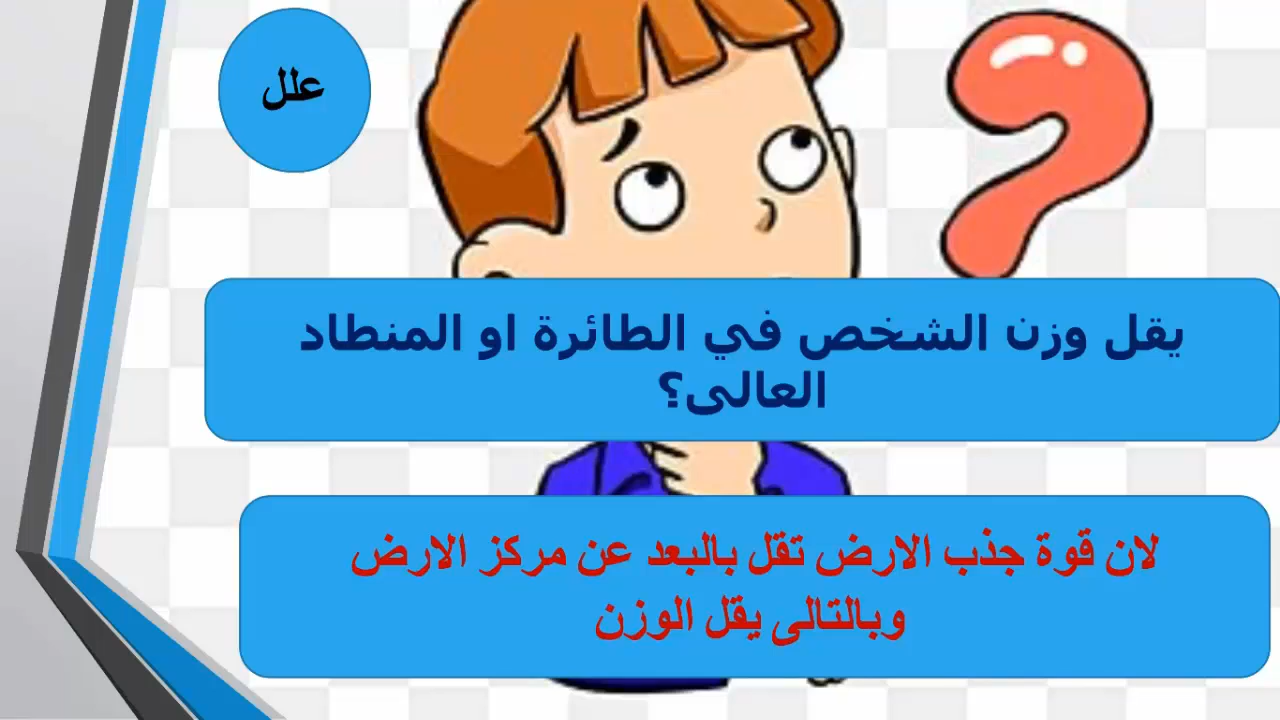 علل
يقل وزن الشخص في الطائرة او المنطاد
العالى؟
لان قوة جذب الارض تقل بالبعد عن مركز الارض
وبالتالى يقل الوزن